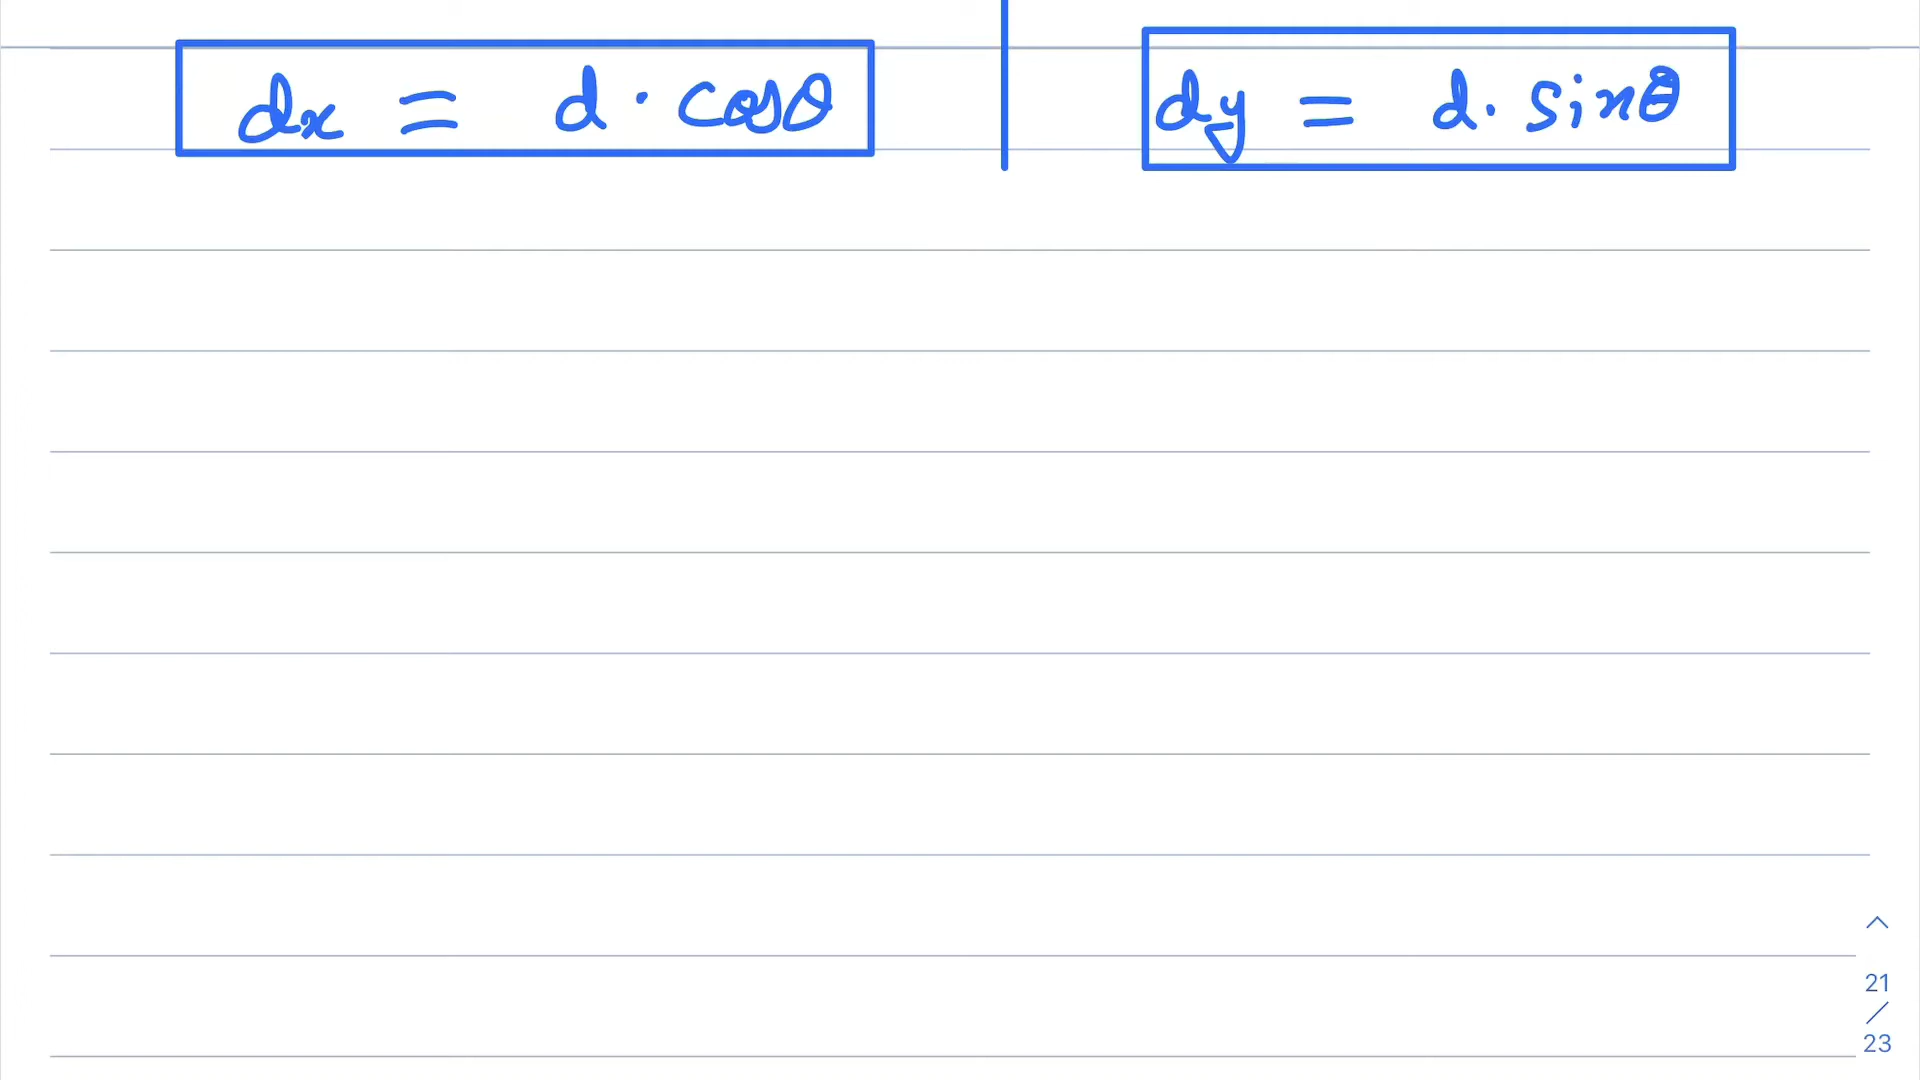 dx = d · cosθ
dy = d · sinθ
21
/
23